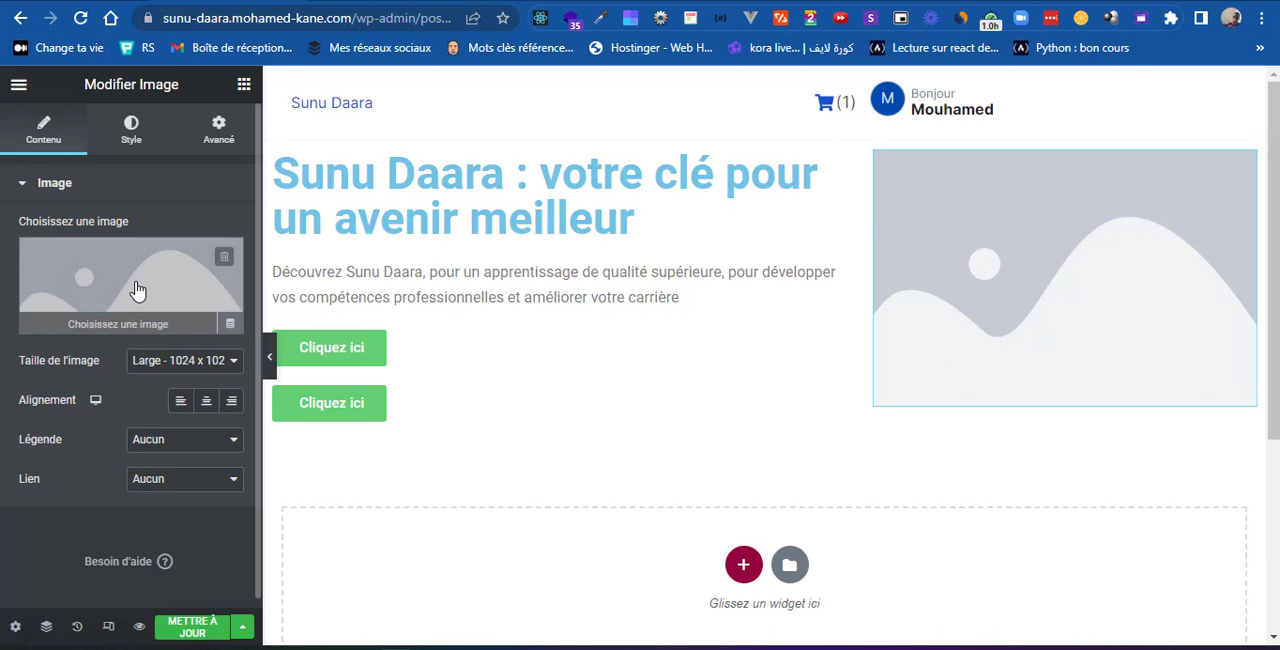 sunu-daara.mohamed-kane.com/wp-admin/pos...
35
2
S
1.0h
Change ta vie
RS
Boîte de réception...
Mes réseaux sociaux
Mots clés référence...
Hostinger - Web H...
kora live... | كورة لايف
Lecture sur react de...
Python : bon cours
»
Modifier Image
Sunu Daara
(1)
M
Bonjour
Mouhamed
Contenu
Style
Avancé
Image
Choisissez une image
Choisissez une image
Taille de l'image
Large - 1024 x 102
Alignement
Légende
Aucun
Lien
Aucun
Besoin d'aide ?
METTRE À
JOUR
Sunu Daara : votre clé pour
un avenir meilleur
Découvrez Sunu Daara, pour un apprentissage de qualité supérieure, pour développer
vos compétences professionnelles et améliorer votre carrière
Cliquez ici
Cliquez ici
Glissez un widget ici